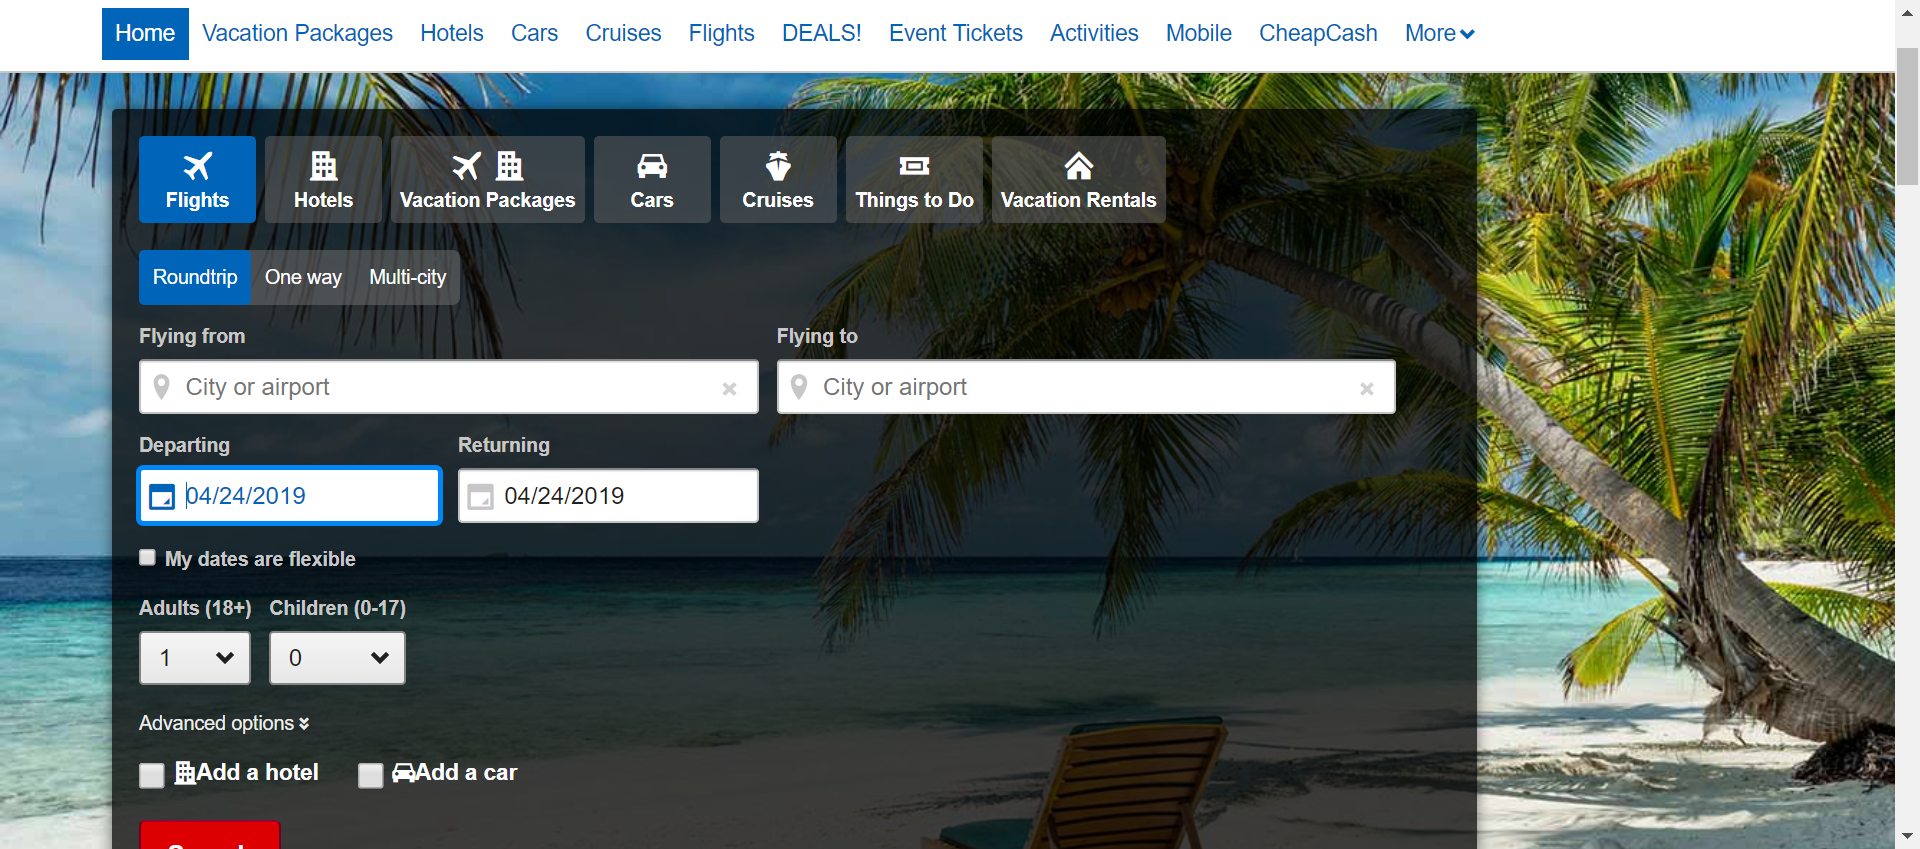 Home Vacation Packages Hotels Cars Cruises Flights DEALS! Event Tickets Activities Mobile CheapCash More
Flights Hotels Vacation Packages Cars Cruises Things to Do Vacation Rentals
Roundtrip One way Multi-city
Flying from Flying to
City or airport City or airport
Departing Returning
04/24/2019 04/24/2019
My dates are flexible
Adults (18+) Children (0-17)
1 0
Advanced options
Add a hotel Add a car